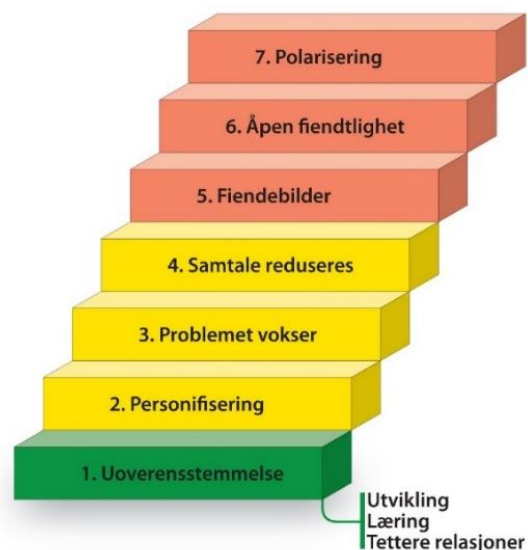 7. Polarisering
6. Åpen fiendtlighet
5. Fiendebilder
4. Samtale reduseres
3. Problemet vokser
2. Personifisering
1. Uoverensstemmelse
Utvikling
Læring
Tettere relasjoner